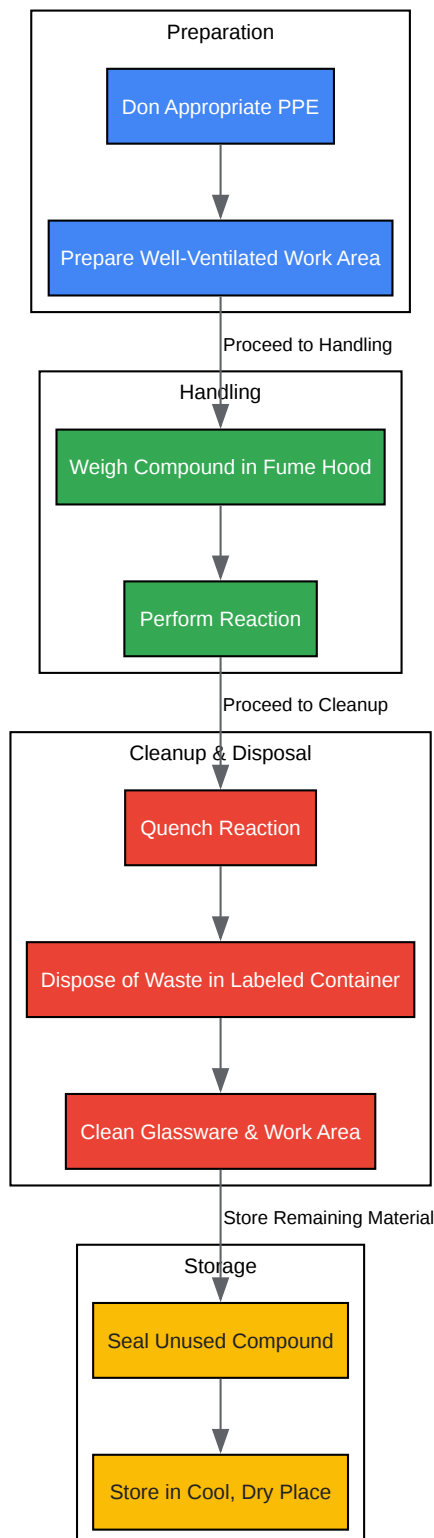 Preparation
Don Appropriate PPE
Prepare Well-Ventilated Work Area
Proceed to Handling
Handling
Weigh Compound in Fume Hood
Perform Reaction
Proceed to Cleanup
Cleanup & Disposal
Quench Reaction
Dispose of Waste in Labeled Container
Clean Glassware & Work Area
Store Remaining Material
Storage
Seal Unused Compound
Store in Cool, Dry Place